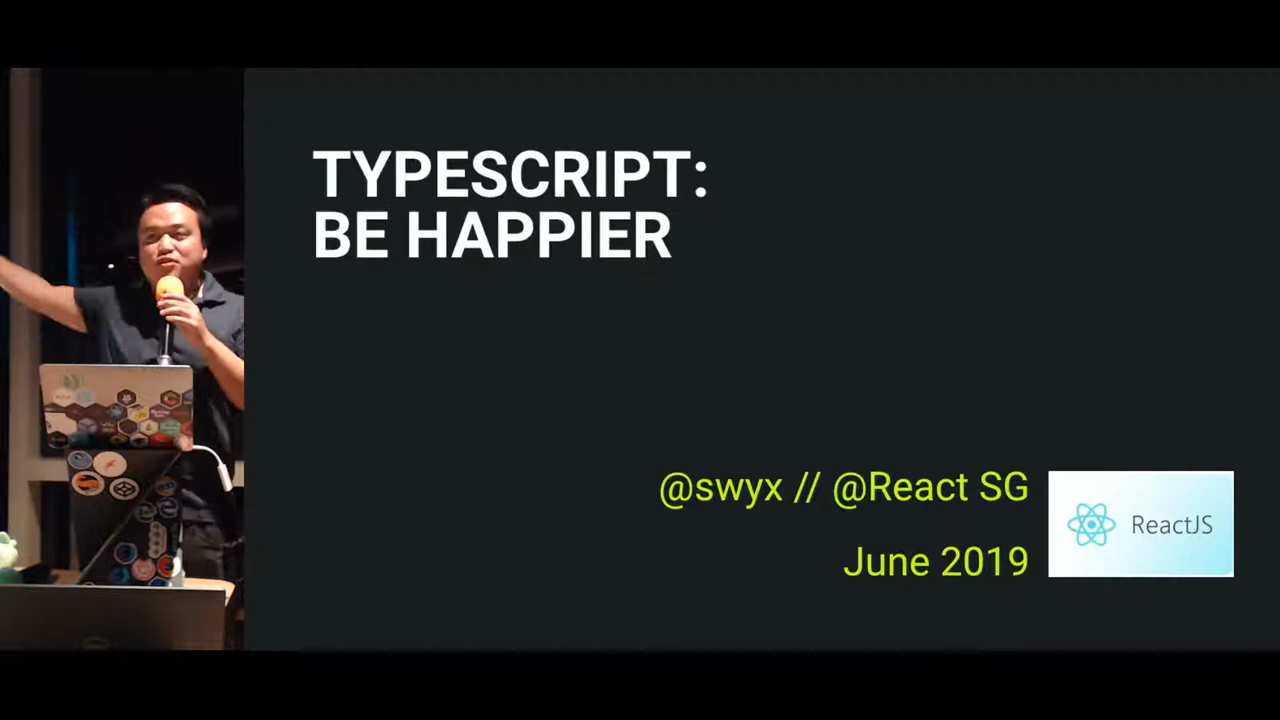 TYPESCRIPT:
BE HAPPIER
@swyx // @React SG
June 2019
ReactJS